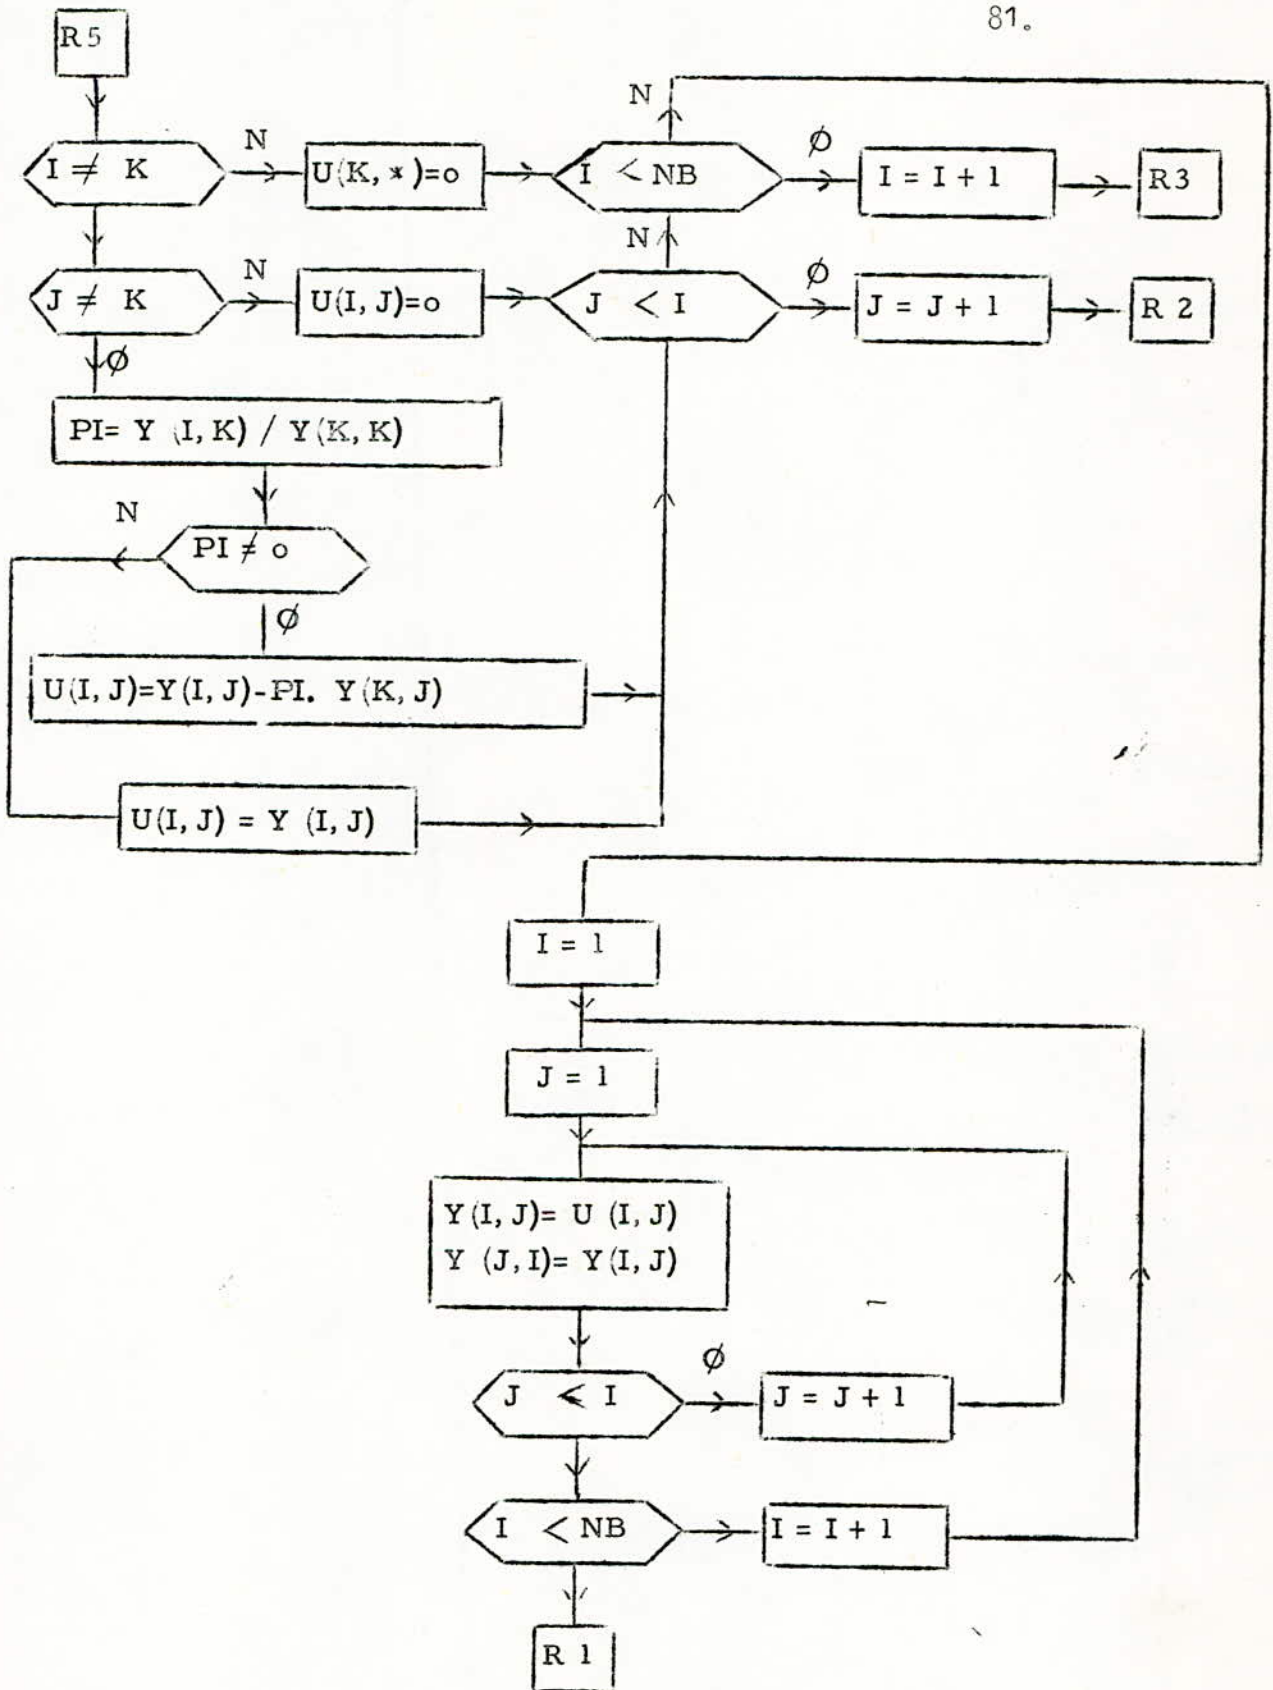 81.
R5
N
I ≠ K
N
U(K, *)=o
I < NB
Ø
I = I + 1
R3
N
J ≠ K
N
U(I, J)=o
J < I
Ø
J = J + 1
R 2
Ø
PI= Y (I, K) / Y(K, K)
N
PI ≠ o
Ø
U(I, J)=Y(I, J)-PI. Y(K, J)
U(I, J) = Y (I, J)
I = 1
J = 1
Y(I, J)= U (I, J)
Y (J, I)= Y(I, J)
Ø
J < I
J = J + 1
I < NB
I = I + 1
R 1